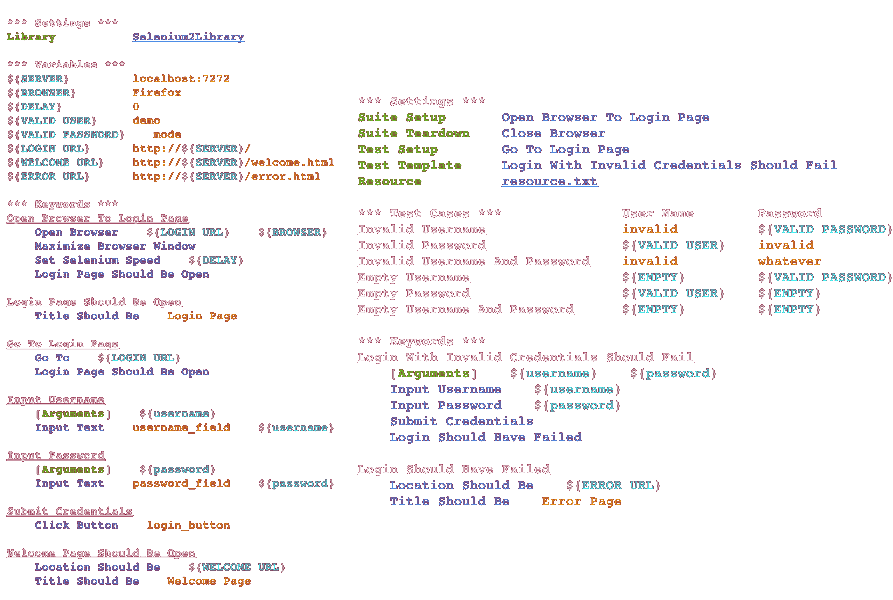 *** Settings ***
Library Selenium2Library
*** Variables ***
${SERVER} localhost:7272
${BROWSER} Firefox
${DELAY} 0
${VALID USER} demo
${VALID PASSWORD} mode
${LOGIN URL} http://${SERVER}/
${WELCOME URL} http://${SERVER}/welcome.html
${ERROR URL} http://${SERVER}/error.html
*** Keywords ***
Open Browser To Login Page
Open Browser ${LOGIN URL} ${BROWSER}
Maximize Browser Window
Set Selenium Speed ${DELAY}
Login Page Should Be Open
Login Page Should Be Open
Title Should Be Login Page
Go To Login Page
Go To ${LOGIN URL}
Login Page Should Be Open
Input Username
[Arguments] ${username}
Input Text username_field ${username}
Input Password
[Arguments] ${password}
Input Text password_field ${password}
Submit Credentials
Click Button login_button
Welcome Page Should Be Open
Location Should Be ${WELCOME URL}
Title Should Be Welcome Page
*** Settings ***
Suite Setup Open Browser To Login Page
Suite Teardown Close Browser
Test Setup Go To Login Page
Test Template Login With Invalid Credentials Should Fail
Resource resource.txt
*** Test Cases *** User Name Password
Invalid Username invalid ${VALID PASSWORD}
Invalid Password ${VALID USER} invalid
Invalid Username And Password invalid whatever
Empty Username ${EMPTY} ${VALID PASSWORD}
Empty Password ${VALID USER} ${EMPTY}
Empty Username And Password ${EMPTY} ${EMPTY}
*** Keywords ***
Login With Invalid Credentials Should Fail
[Arguments] ${username} ${password}
Input Username ${username}
Input Password ${password}
Submit Credentials
Login Should Have Failed
Login Should Have Failed
Location Should Be ${ERROR URL}
Title Should Be Error Page